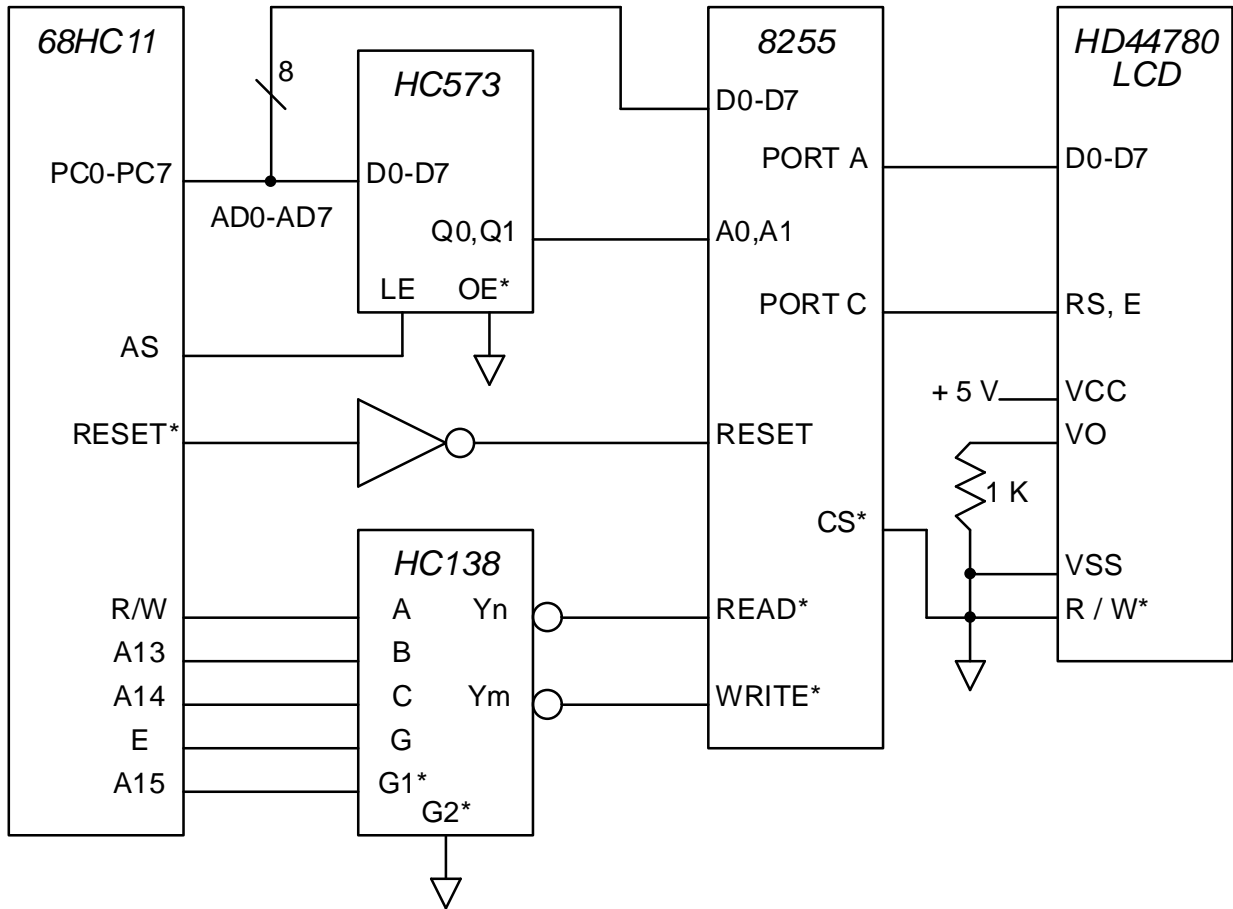 68HC11
PC0-PC7
AS
RESET*
R/W
A13
A14
E
A15
8
AD0-AD7
HC573
D0-D7
Q0,Q1
LE OE*
HC138
A Yn
B
C Ym
G
G1*
G2*
8255
D0-D7
PORT A
A0,A1
PORT C
RESET
CS*
READ*
WRITE*
HD44780
LCD
D0-D7
RS, E
+ 5 V
VCC
VO
1 K
VSS
R / W*